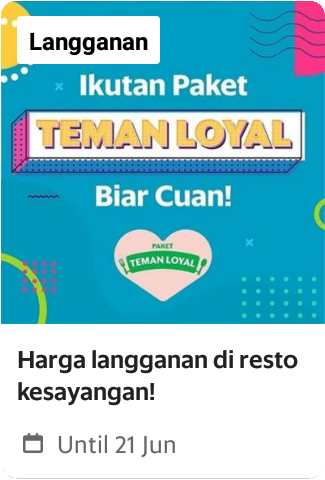 Langganan
Ikutan Paket
TEMAN LOYAL
Biar Cuan!
PAKET
TEMAN LOYAL
Harga langganan di resto
kesayangan!
Until 21 Jun